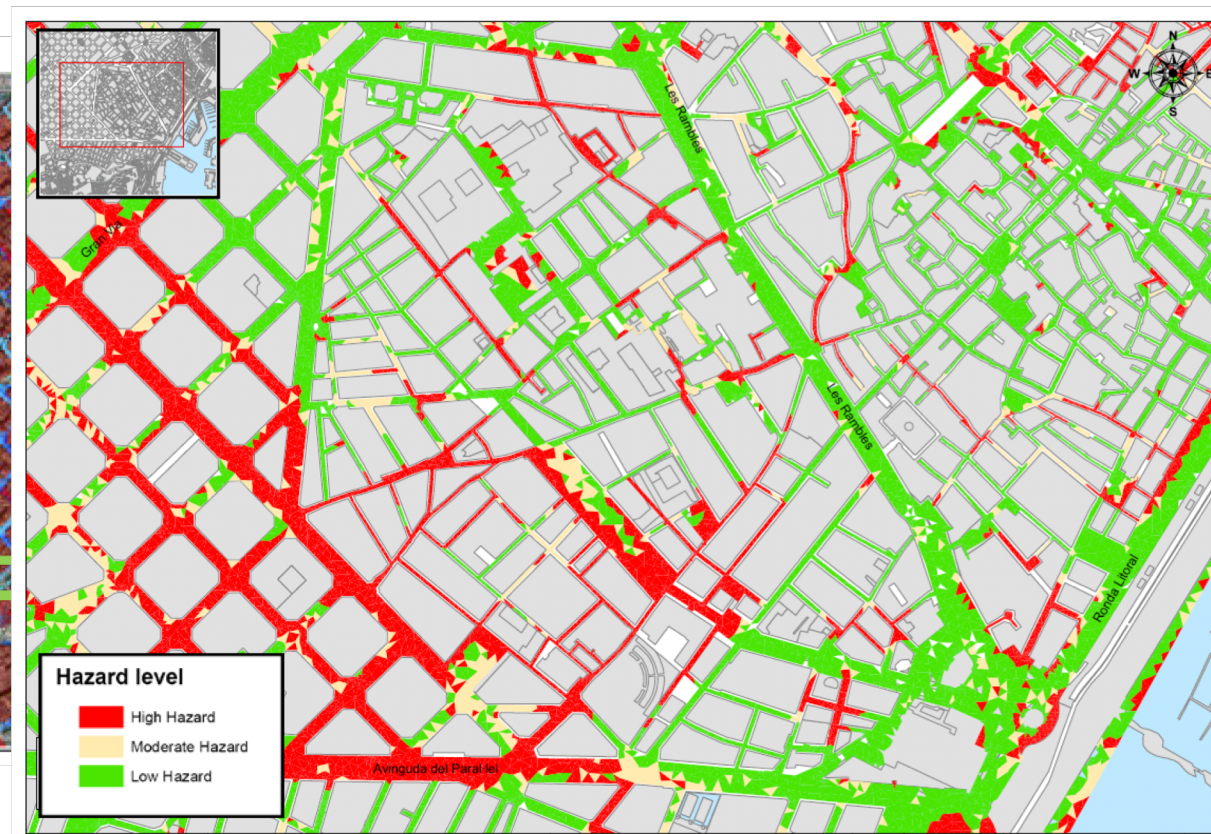 N
W
E
S
Les Rambles
Gran Via
Les Rambles
Ronda Litoral
Avinguda del Paral·lel
Hazard level
High Hazard
Moderate Hazard
Low Hazard